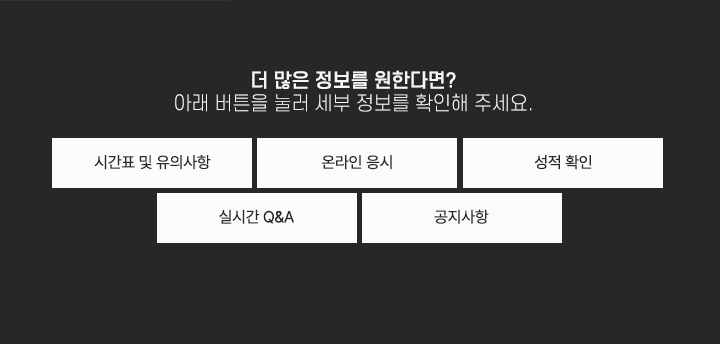 더 많은 정보를 원한다면?
아래 버튼을 눌러 세부 정보를 확인해 주세요.
시간표 및 유의사항 온라인 응시 성적 확인
실시간 Q&A 공지사항